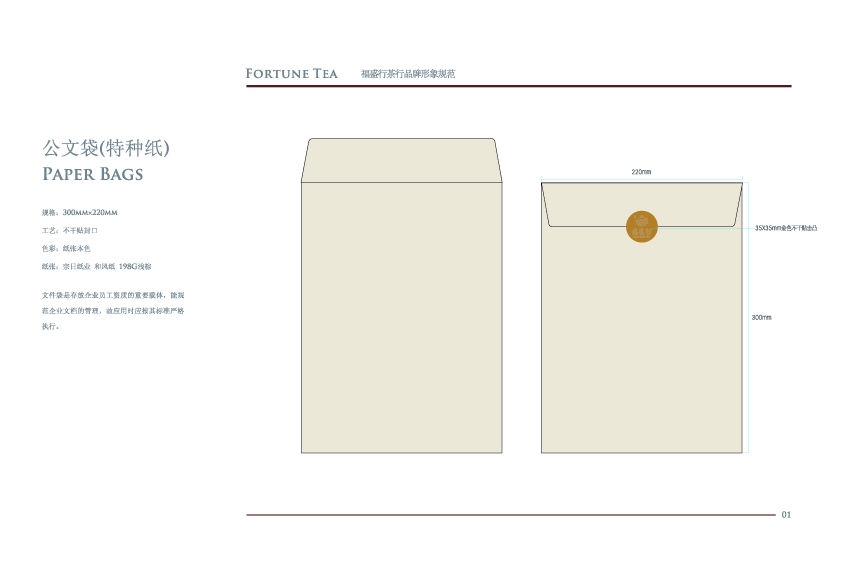 FORTUNE TEA 福盛行茶行品牌形象规范
公文袋(特种纸)
PAPER BAGS
规格：300MM×220MM
工艺：不干贴封口
色彩：纸张本色
纸张：宗日纸业 和风纸 198G浅棕
文件袋是存放企业员工资质的重要载体，能规
范企业文档的管理，故应用时应按其标准严格
执行。
220mm
35X35mm金色不干贴击凸
300mm
01